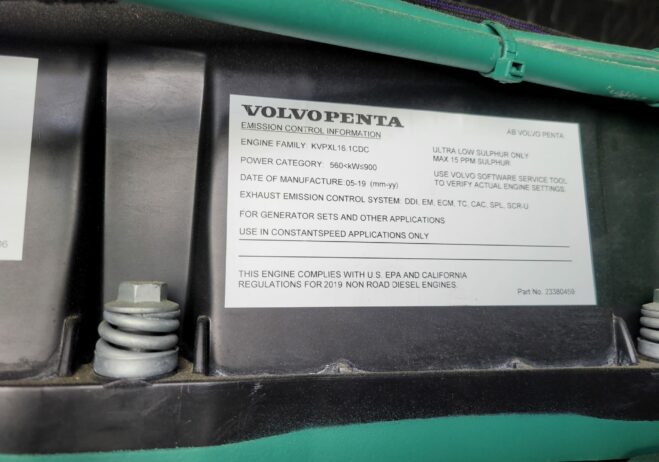 VOLVO PENTA
EMISSION CONTROL INFORMATION
AB VOLVO PENTA
ENGINE FAMILY: KVPXL16.1CDC
ULTRA LOW SULPHUR ONLY
MAX 15 PPM SULPHUR
POWER CATEGORY: 560<kW≤900
USE VOLVO SOFTWARE SERVICE TOOL
TO VERIFY ACTUAL ENGINE SETTINGS.
DATE OF MANUFACTURE:05-19 (mm-yy)
EXHAUST EMISSION CONTROL SYSTEM: DDI, EM, ECM, TC, CAC, SPL, SCR-U
FOR GENERATOR SETS AND OTHER APPLICATIONS
USE IN CONSTANTSPEED APPLICATIONS ONLY
THIS ENGINE COMPLIES WITH U.S. EPA AND CALIFORNIA
REGULATIONS FOR 2019 NON ROAD DIESEL ENGINES.
Part No. 23380459